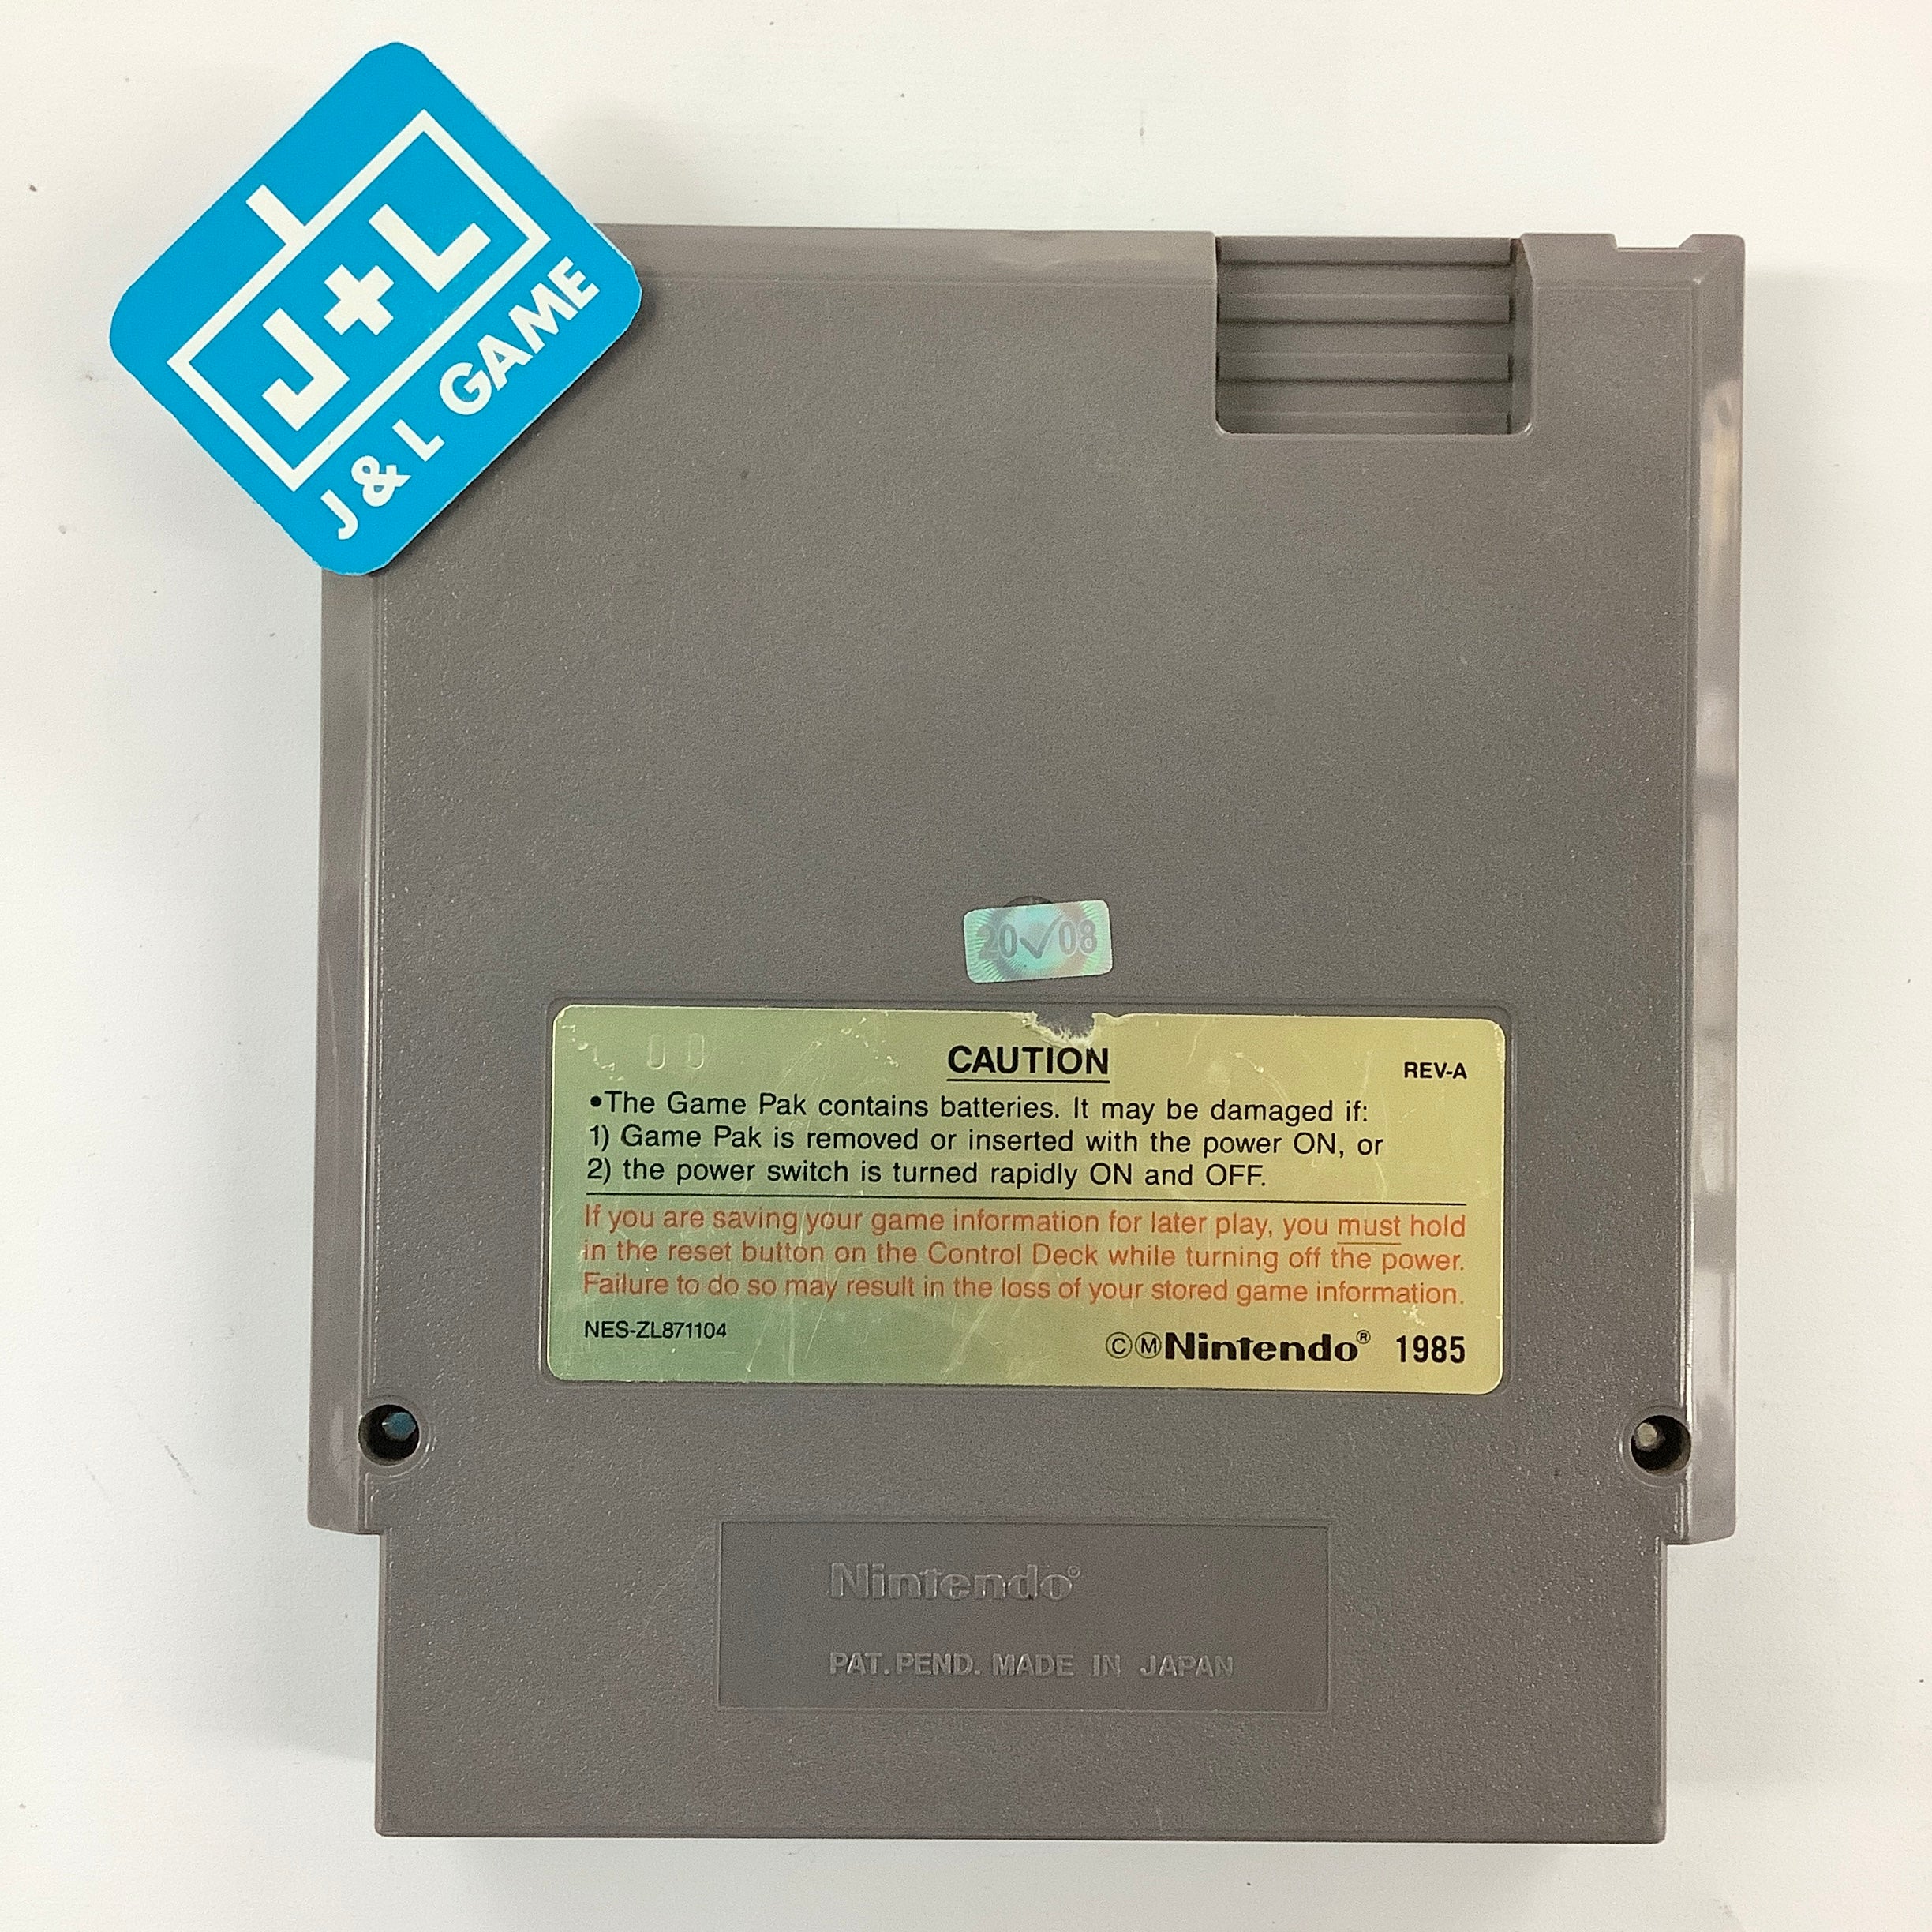 J+L
J & L GAME
20✓08
00
CAUTION
REV-A
•The Game Pak contains batteries. It may be damaged if:
1) Game Pak is removed or inserted with the power ON, or
2) the power switch is turned rapidly ON and OFF.
If you are saving your game information for later play, you must hold
in the reset button on the Control Deck while turning off the power.
Failure to do so may result in the loss of your stored game information.
NES-ZL871104
©ⓂNintendo® 1985
Nintendo®
PAT. PEND. MADE IN JAPAN